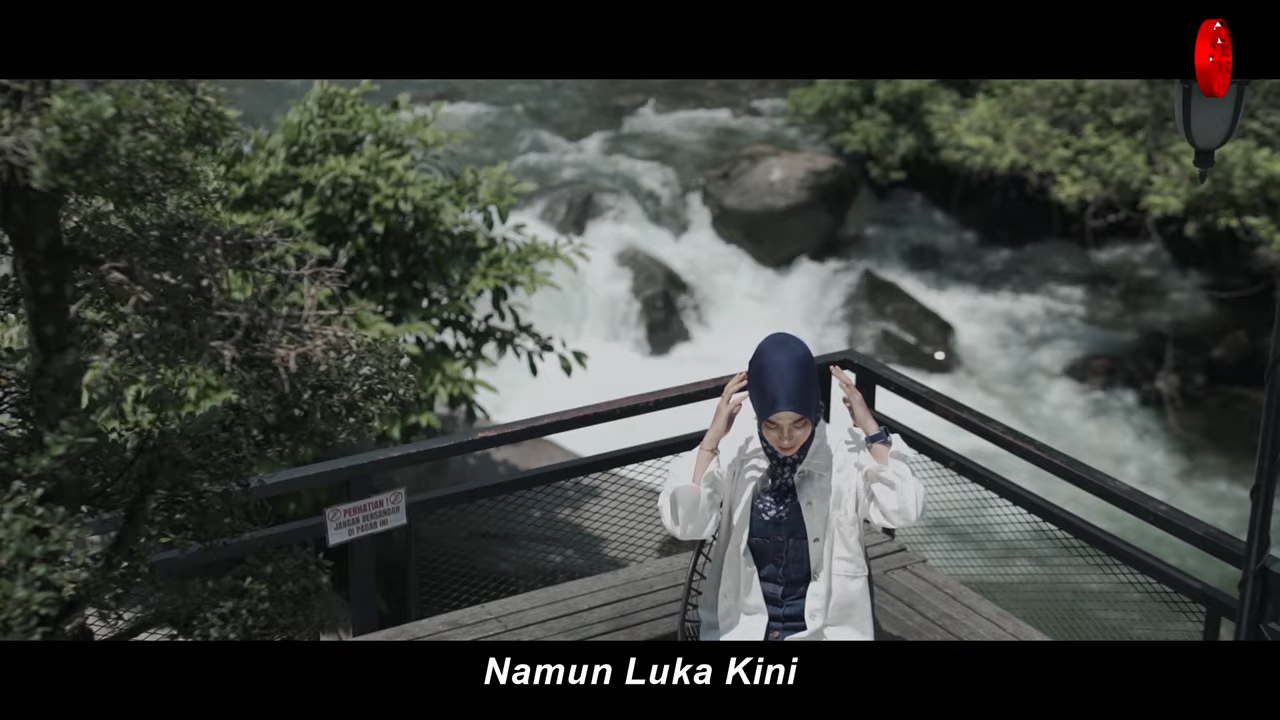 PERHATIAN !
JANGAN BERSANDAR
DI PAGAR INI
Namun Luka Kini